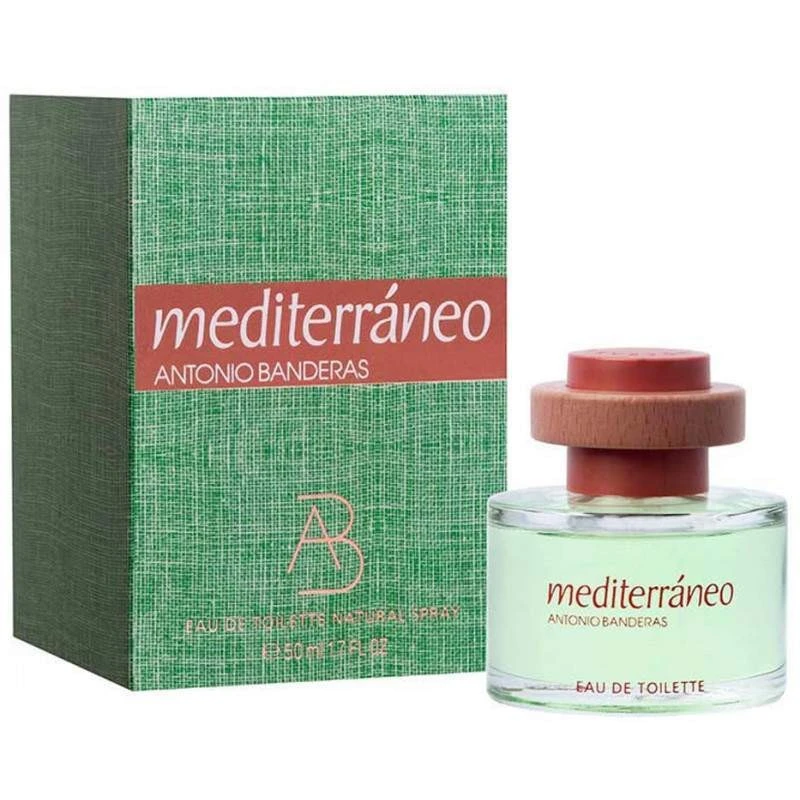 mediterráneo
ANTONIO BANDERAS
AB
EAU DE TOILETTE NATURAL SPRAY
℮ 50 ml 1.7 FL.OZ
mediterráneo
ANTONIO BANDERAS
EAU DE TOILETTE